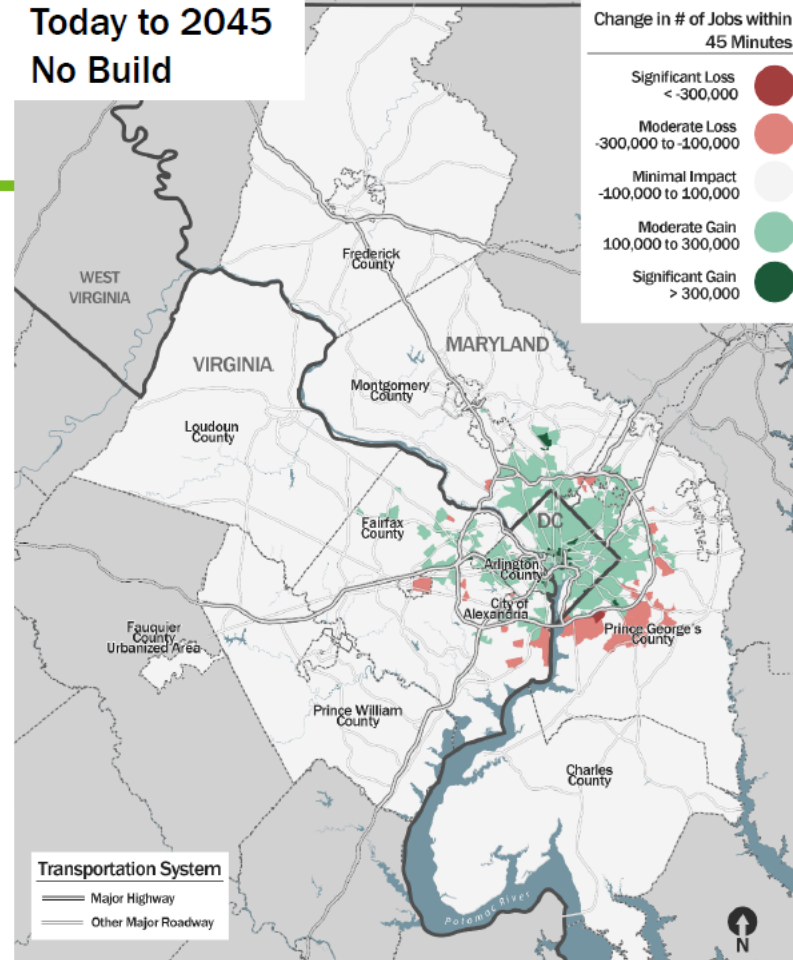 Today to 2045
No Build
Change in # of Jobs within
45 Minutes
Significant Loss
< -300,000
Moderate Loss
-300,000 to -100,000
Minimal Impact
-100,000 to 100,000
Moderate Gain
100,000 to 300,000
Significant Gain
> 300,000
Frederick
County
WEST
VIRGINIA
MARYLAND
VIRGINIA
Montgomery
County
Loudoun
County
DC
Fairfax
County
Arlington
County
City of
Alexandria
Fauquier
County
Urbanized Area
Prince George's
County
Prince William
County
Charles
County
Transportation System
Major Highway
Other Major Roadway
Potomac River
N